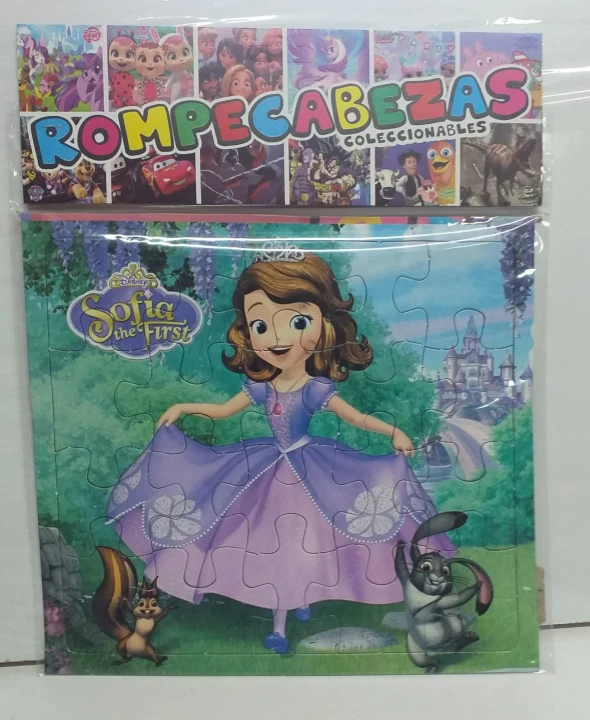 ROMPECABEZAS
COLECCIONABLES
Disney
Sofia
the First